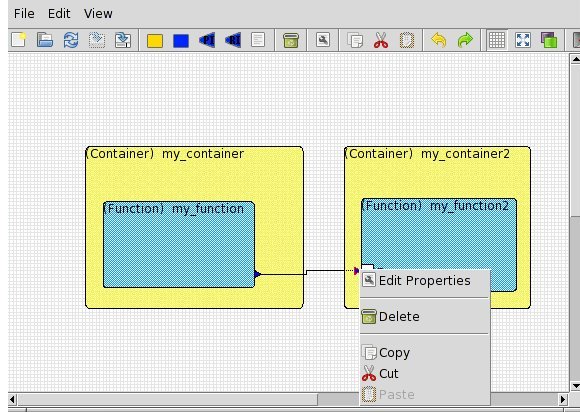 File Edit View
(Container) my_container
(Container) my_container2
(Function) my_function
(Function) my_function2
Edit Properties
Delete
Copy
Cut
Paste